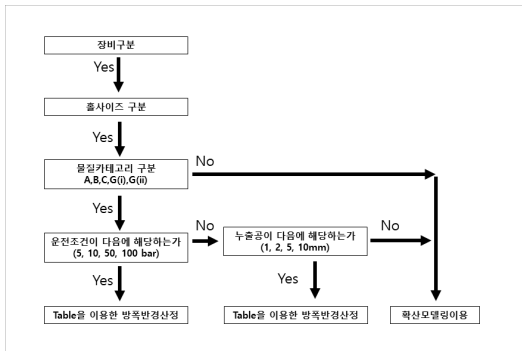 장비구분
Yes
홀사이즈 구분
Yes
물질카테고리 구분
A,B,C,G(i),G(ii)
No
Yes
운전조건이 다음에 해당하는가
(5, 10, 50, 100 bar)
No
누출공이 다음에 해당하는가
(1, 2, 5, 10mm)
No
Yes
Yes
Table을 이용한 방폭반경산정
Table을 이용한 방폭반경산정
확산모델링이용